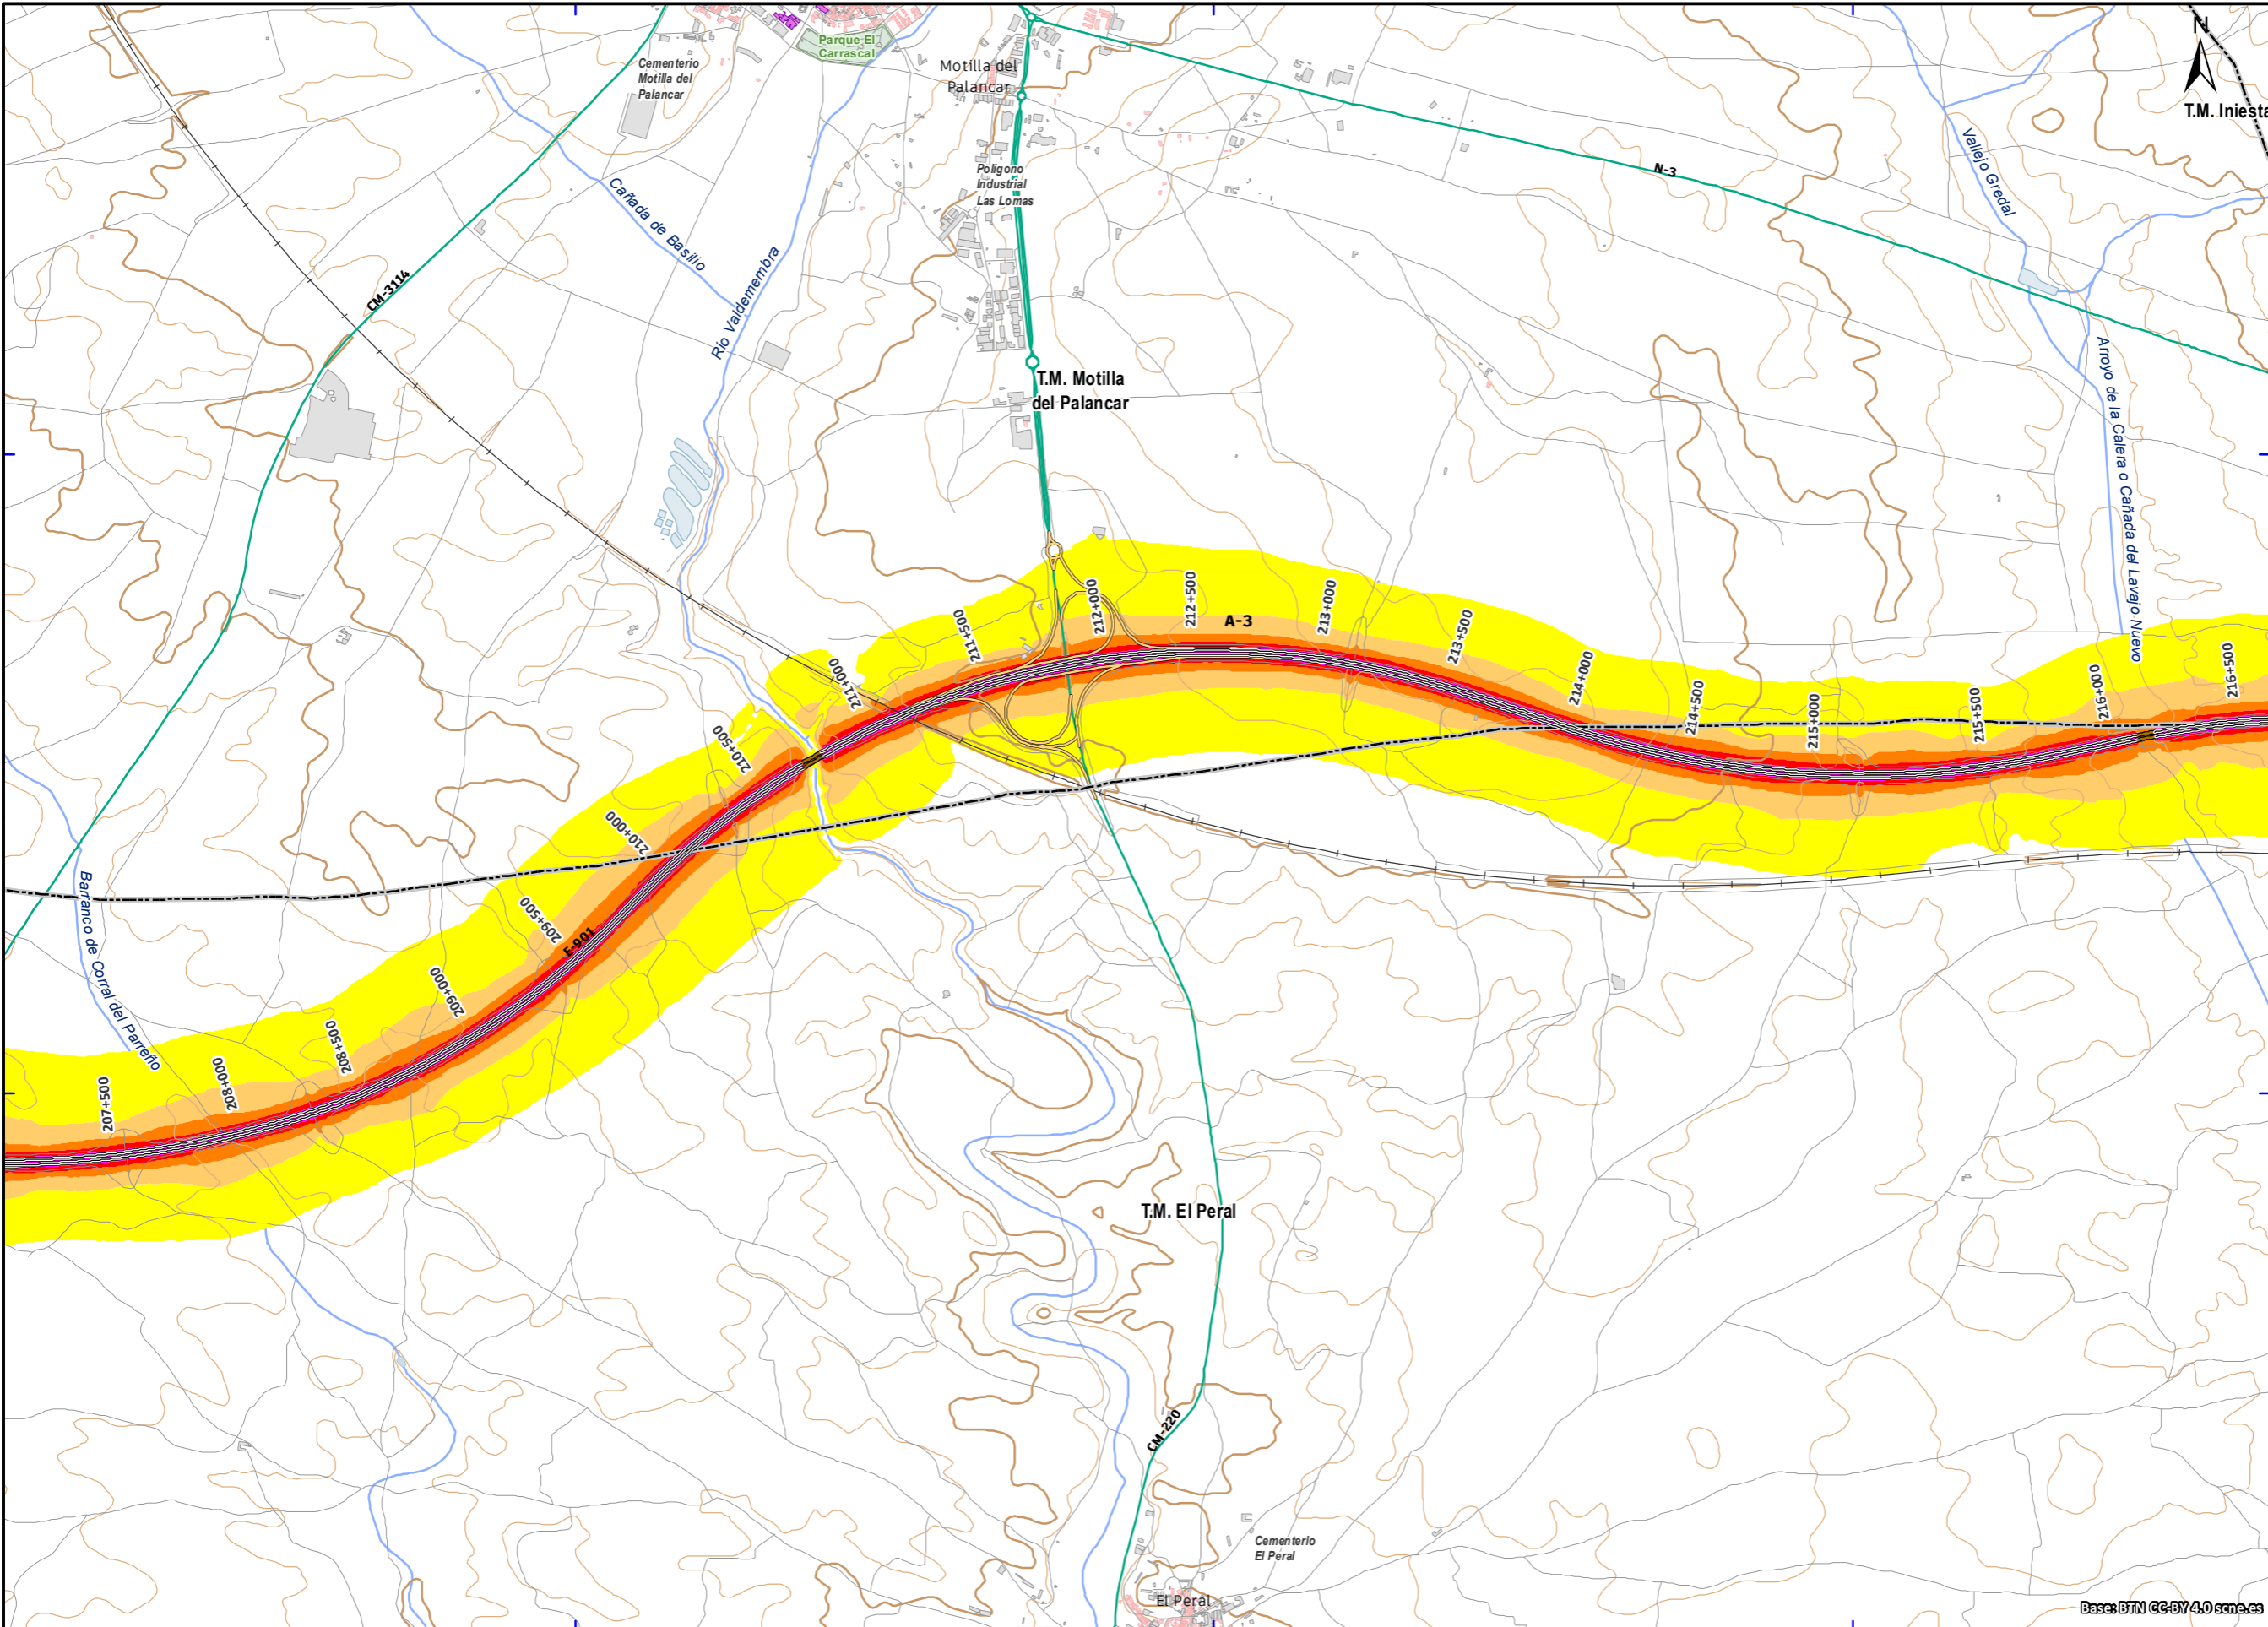 N
T.M. Iniesta
Parque El
Carrascal
Cementerio
Motilla del
Palancar
Motilla del
Palancar
Polígono
Industrial
Las Lomas
N-3
Vallejo Gredal
Cañada de Basilio
Río Valdemembra
CM-3114
T.M. Motilla
del Palancar
Arroyo de la Calera o Cañada del Lavajo Nuevo
A-3
207+500
208+000
208+500
209+000
209+500
210+000
210+500
211+000
211+500
212+000
212+500
213+000
213+500
214+000
214+500
215+000
215+500
216+000
216+500
E-901
Barranco de Corral del Parreño
T.M. El Peral
CM-220
Cementerio
El Peral
El Peral
Base: BTN CC-BY 4.0 scne.es